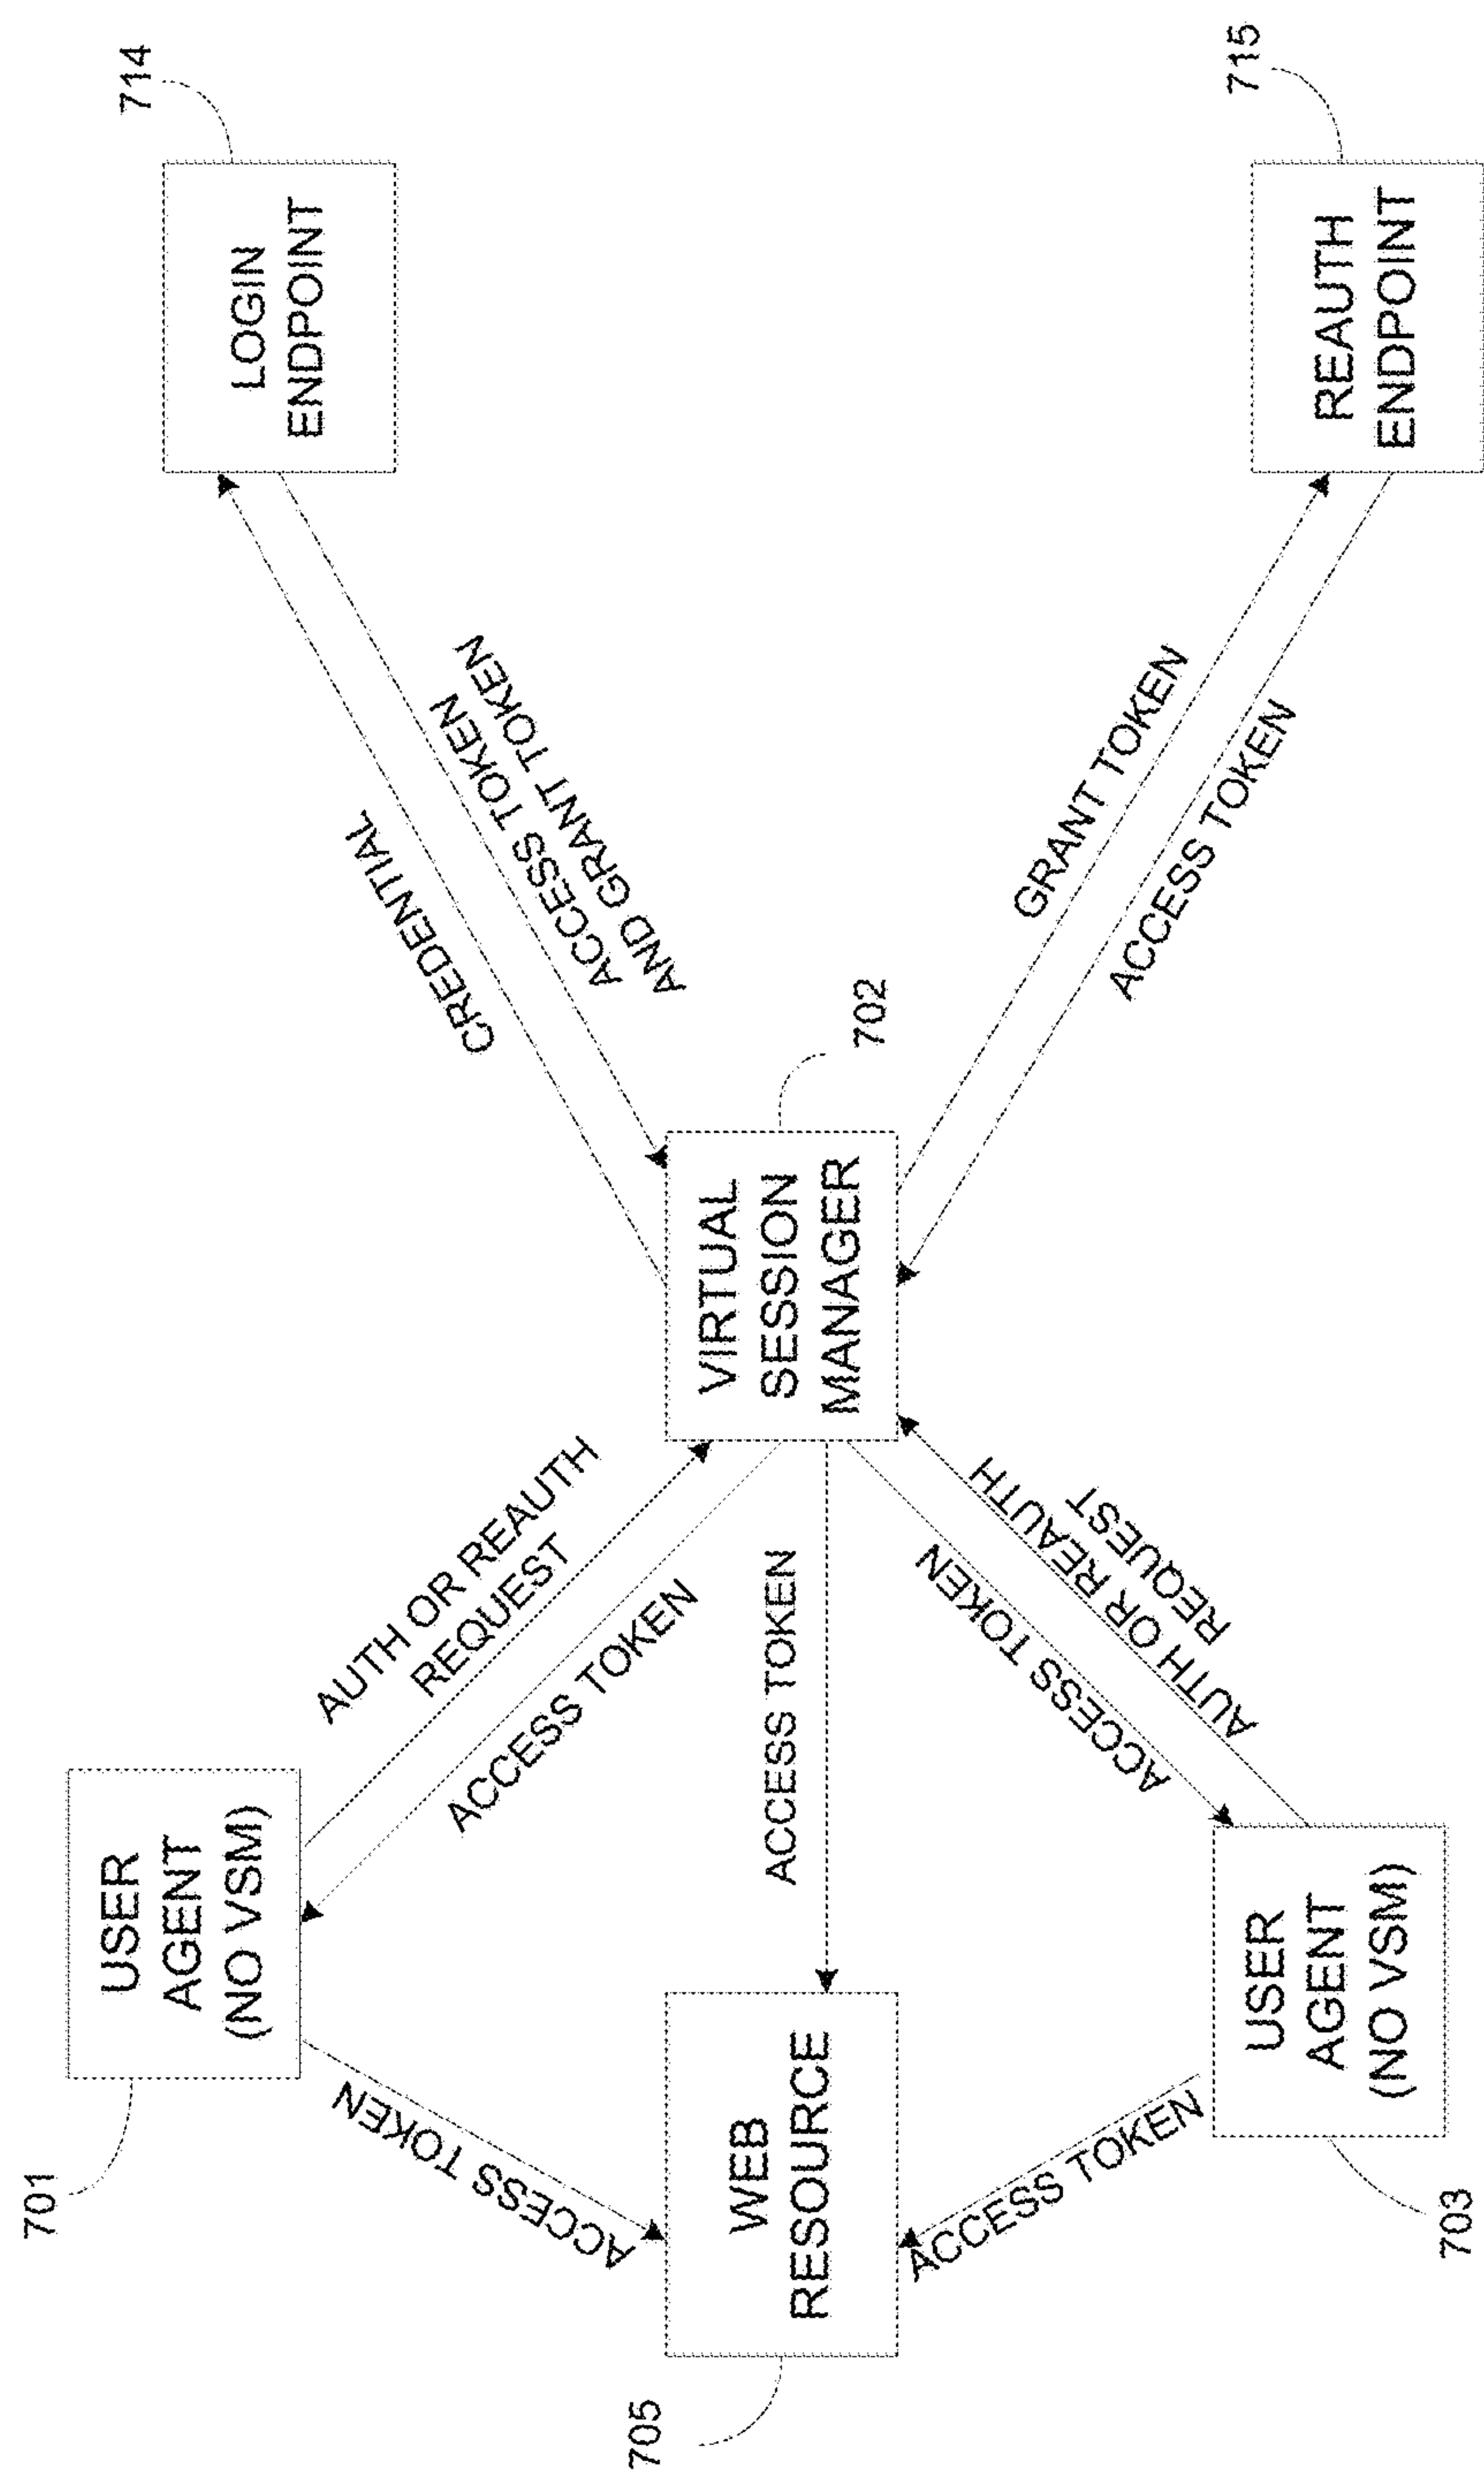 701
USER
AGENT
(NO VSM)
AUTH OR REAUTH
REQUEST
ACCESS TOKEN
ACCESS TOKEN
CREDENTIAL
ACCESS TOKEN
AND GRANT TOKEN
LOGIN
ENDPOINT
714
705
WEB
RESOURCE
ACCESS TOKEN
VIRTUAL
SESSION
MANAGER
702
ACCESS TOKEN
ACCESS TOKEN
AUTH OR REAUTH
REQUEST
703
USER
AGENT
(NO VSM)
GRANT TOKEN
ACCESS TOKEN
REAUTH
ENDPOINT
715